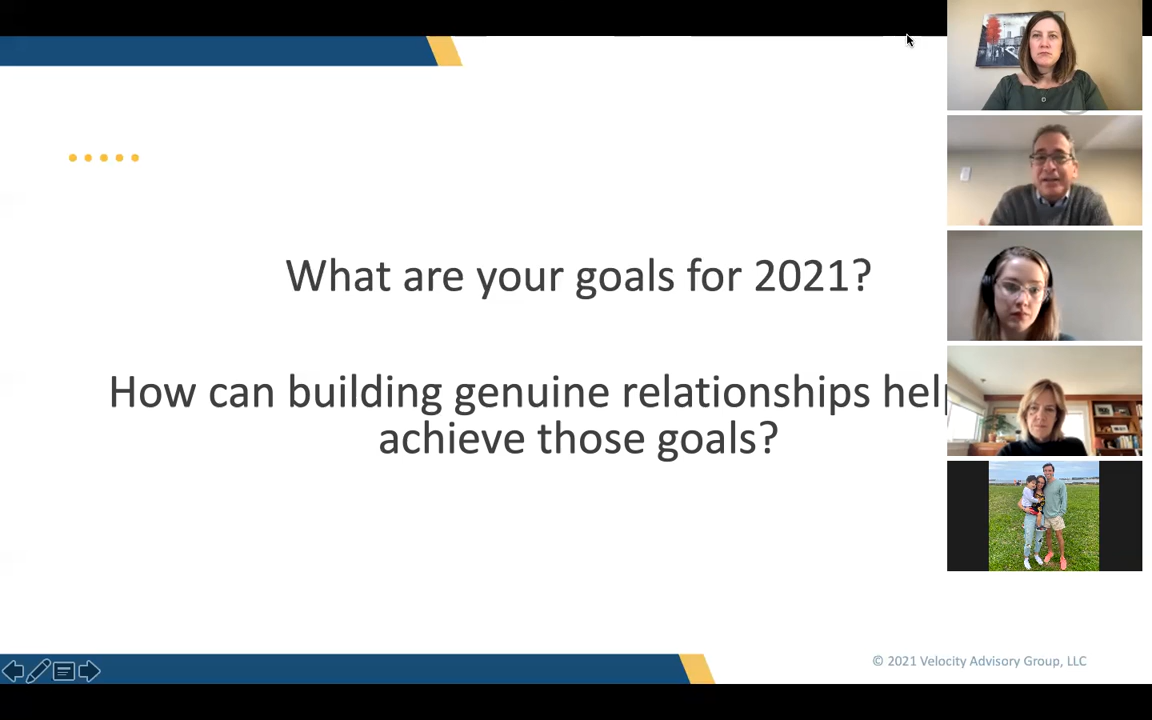 What are your goals for 2021?
How can building genuine relationships hel
achieve those goals?
© 2021 Velocity Advisory Group, LLC